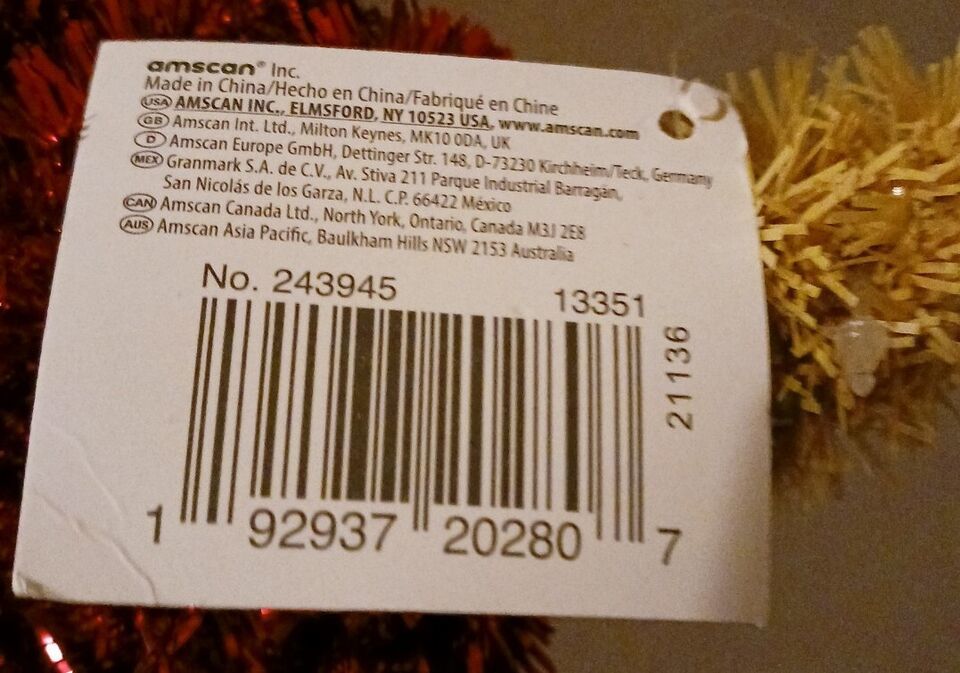 amscan® Inc.
Made in China/Hecho en China/Fabriqué en Chine
USA AMSCAN INC., ELMSFORD, NY 10523 USA, www.amscan.com
GB Amscan Int. Ltd., Milton Keynes, MK10 0DA, UK
D Amscan Europe GmbH, Dettinger Str. 148, D-73230 Kirchheim/Teck, Germany
MEX Granmark S.A. de C.V., Av. Stiva 211 Parque Industrial Barragán,
San Nicolás de los Garza, N.L. C.P. 66422 México
CAN Amscan Canada Ltd., North York, Ontario, Canada M3J 2E8
AUS Amscan Asia Pacific, Baulkham Hills NSW 2153 Australia
No. 243945 13351
21136
1 92937 20280 7